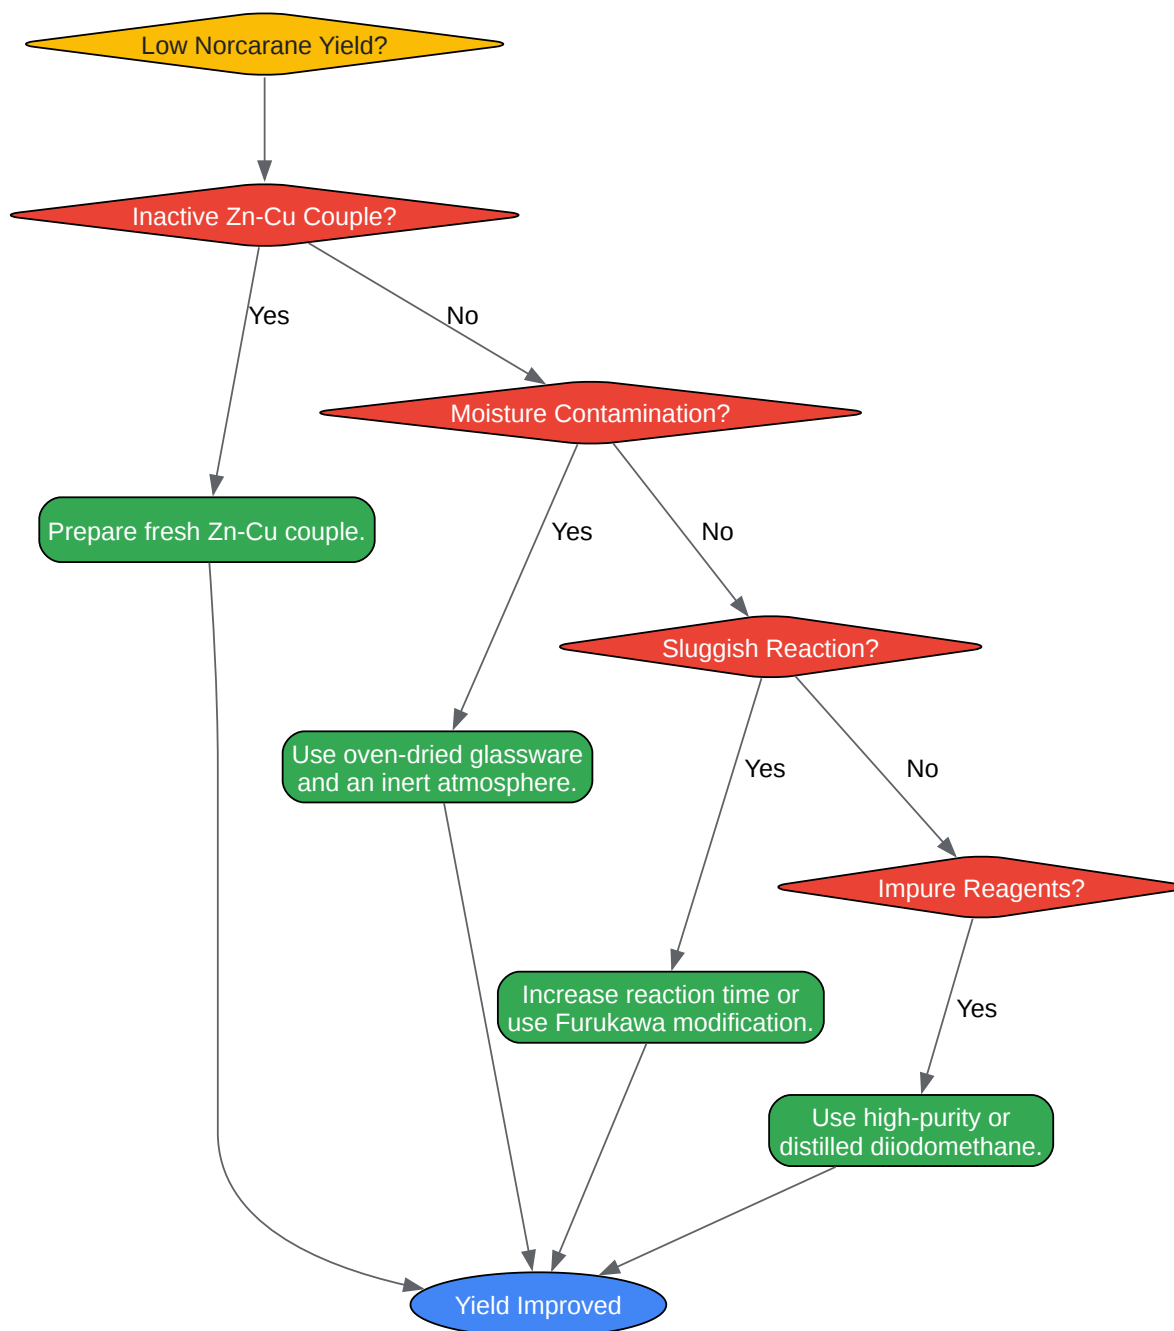 Low Norcarane Yield?
Inactive Zn-Cu Couple?
Yes
No
Moisture Contamination?
Prepare fresh Zn-Cu couple.
Yes
No
Sluggish Reaction?
Use oven-dried glassware
and an inert atmosphere.
Yes
No
Impure Reagents?
Increase reaction time or
use Furukawa modification.
Yes
Use high-purity or
distilled diiodomethane.
Yield Improved